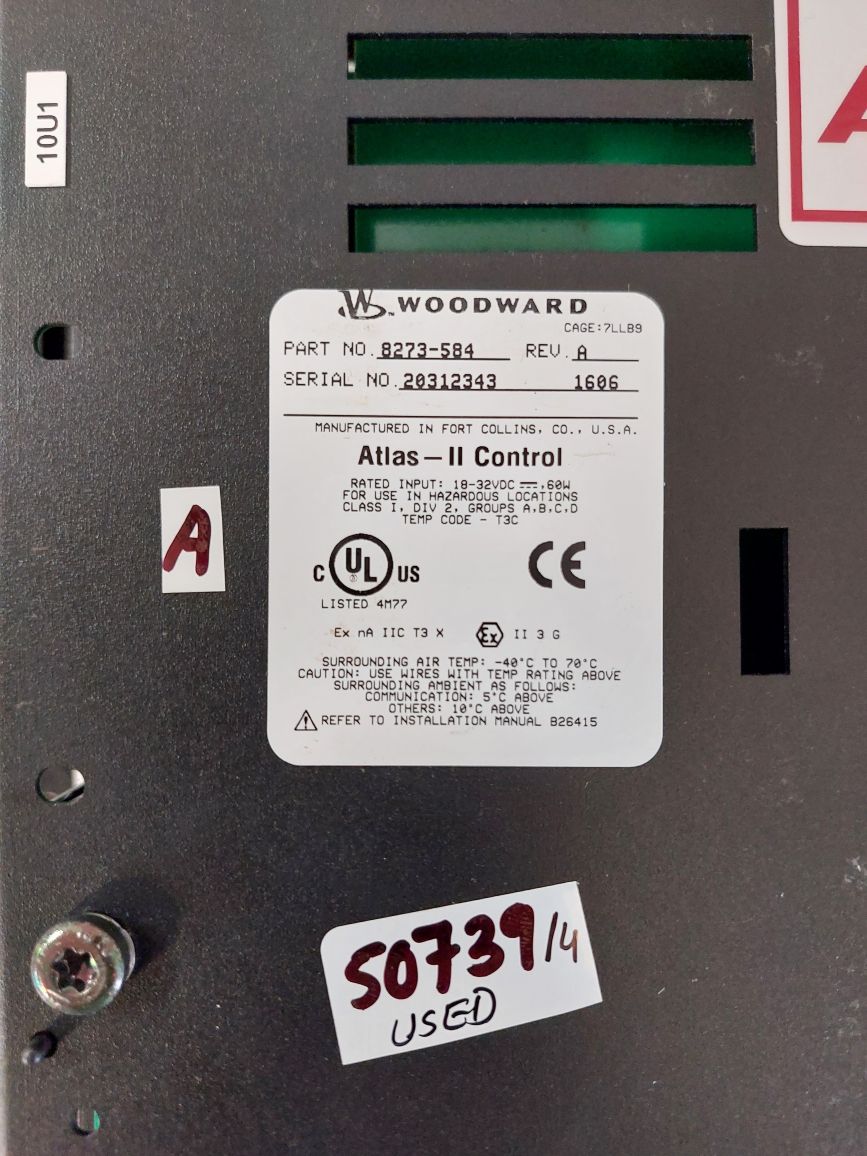 10U1
A
W WOODWARD
CAGE:7LLB9
PART NO. 8273-584 REV. A
SERIAL NO. 20312343 1606
MANUFACTURED IN FORT COLLINS, CO., U.S.A.
Atlas-II Control
RATED INPUT: 18-32VDC ⎓,60W
FOR USE IN HAZARDOUS LOCATIONS
CLASS I, DIV 2, GROUPS A,B,C,D
TEMP CODE - T3C
A
C UL US CE
LISTED 4M77
Ex nA IIC T3 X Ex II 3 G
SURROUNDING AIR TEMP: -40°C TO 70°C
CAUTION: USE WIRES WITH TEMP RATING ABOVE
SURROUNDING AMBIENT AS FOLLOWS:
COMMUNICATION: 5°C ABOVE
OTHERS: 10°C ABOVE
REFER TO INSTALLATION MANUAL B26415
50739/4
USED